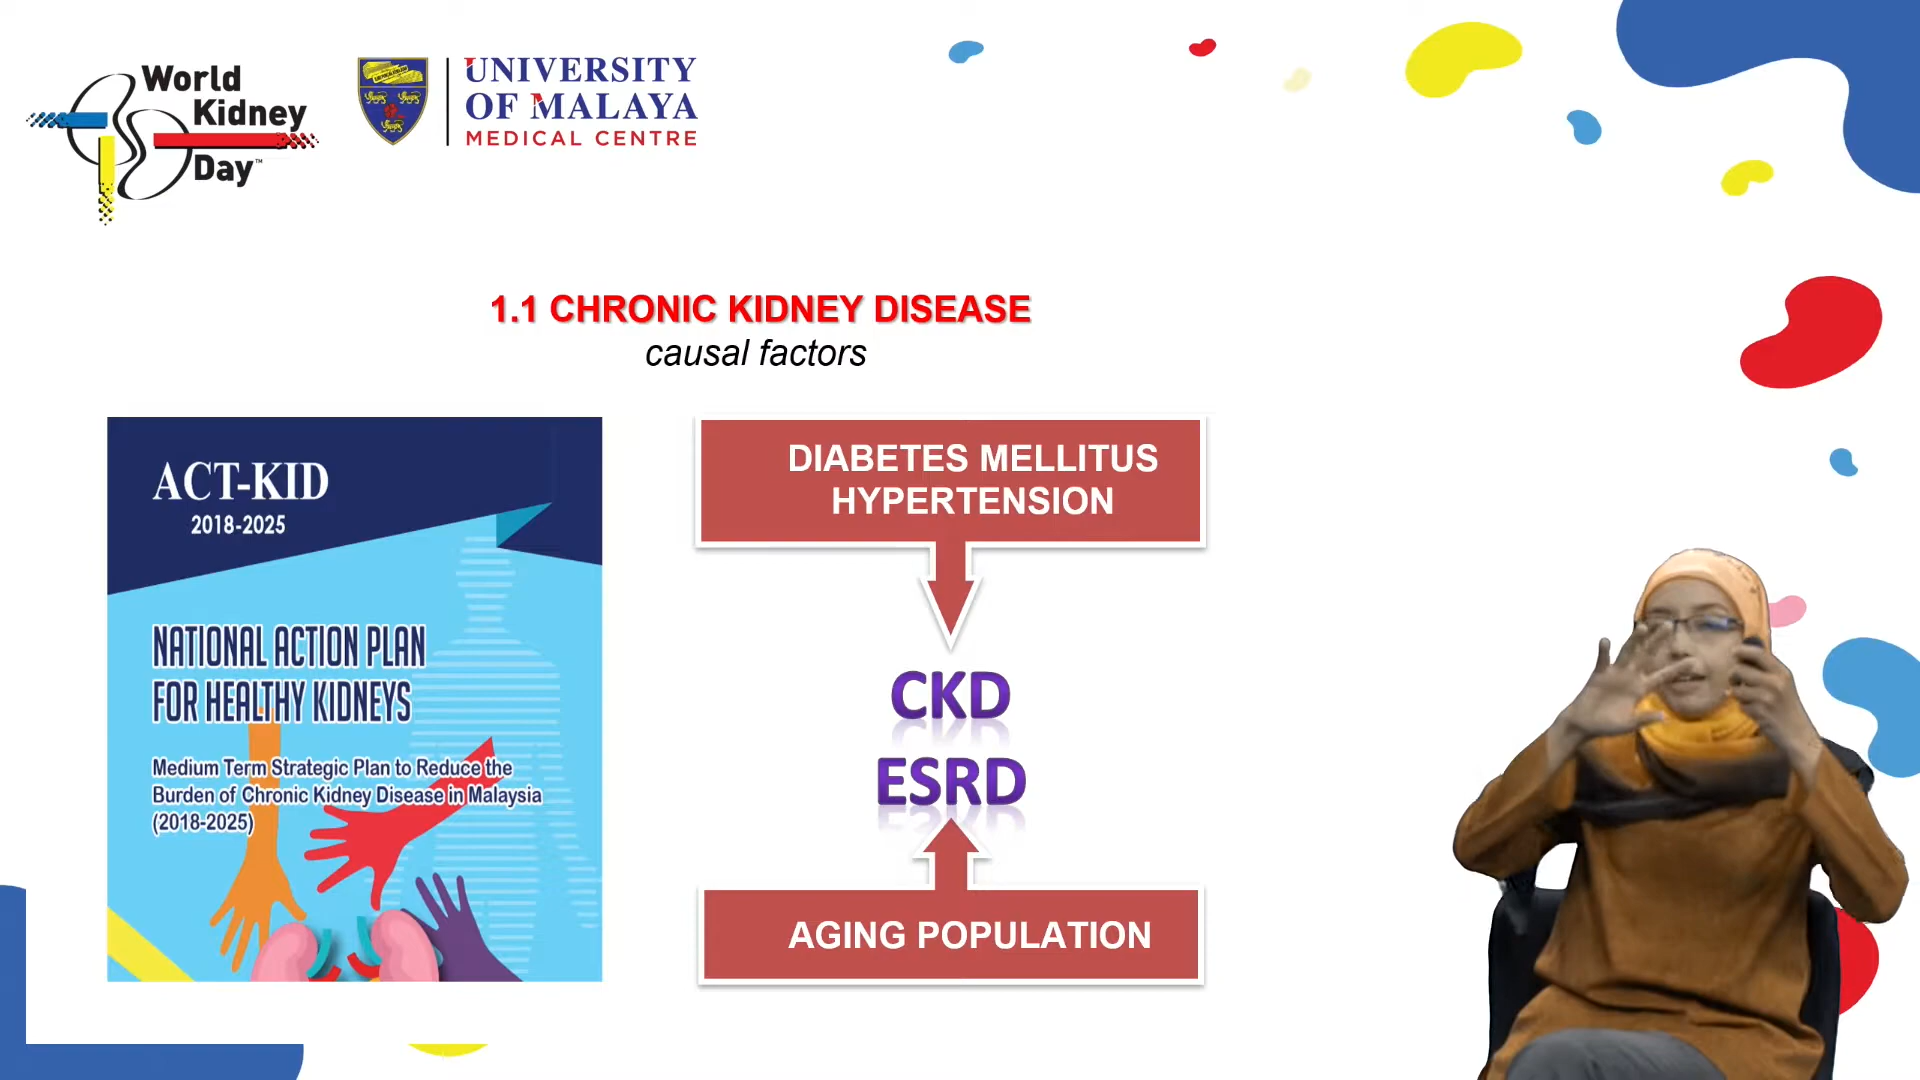 World
Kidney
Day™
UNIVERSITY
OF MALAYA
MEDICAL CENTRE
1.1 CHRONIC KIDNEY DISEASE
causal factors
ACT-KID
2018-2025
NATIONAL ACTION PLAN
FOR HEALTHY KIDNEYS
Medium Term Strategic Plan to Reduce the
Burden of Chronic Kidney Disease in Malaysia
(2018-2025)
DIABETES MELLITUS
HYPERTENSION
CKD
ESRD
AGING POPULATION